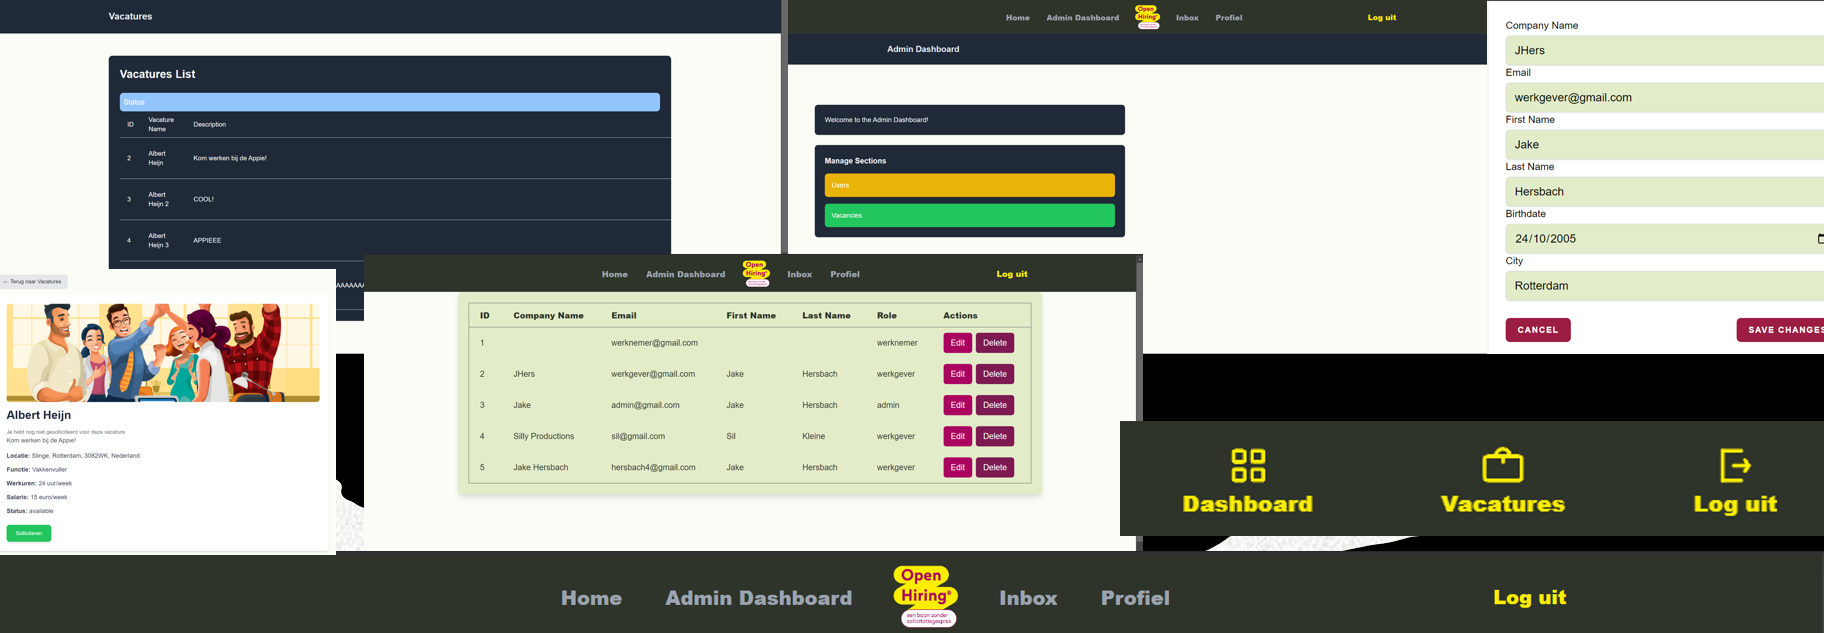 Vacatures
Vacatures List
Status
ID Vacature Name Description
2 Albert Heijn Kom werken bij de Appie!
3 Albert Heijn 2 COOL!
4 Albert Heijn 3 APPIEEE
Home Admin Dashboard Open Hiring® Inbox Profiel Log uit
Admin Dashboard
Welcome to the Admin Dashboard!
Manage Sections
Users
Vacancies
Company Name
JHers
Email
werkgever@gmail.com
First Name
Jake
Last Name
Hersbach
Birthdate
24/10/2005
City
Rotterdam
CANCEL SAVE CHANGES
← Terug naar Vacatures
Albert Heijn
Je hebt nog niet gesolliciteerd voor deze vacature.
Kom werken bij de Appie!
Locatie: Slinge, Rotterdam, 3082WK, Nederland
Functie: Vakkenvuller
Werkuren: 24 uur/week
Salaris: 15 euro/week
Status: available
Solliciteren
Home Admin Dashboard Open Hiring® Inbox Profiel Log uit
ID Company Name Email First Name Last Name Role Actions
1 werknemer@gmail.com werknemer Edit Delete
2 JHers werkgever@gmail.com Jake Hersbach werkgever Edit Delete
3 Jake admin@gmail.com Jake Hersbach admin Edit Delete
4 Silly Productions sil@gmail.com Sil Kleine werkgever Edit Delete
5 Jake Hersbach hersbach4@gmail.com Jake Hersbach werkgever Edit Delete
Dashboard Vacatures Log uit
Home Admin Dashboard Open Hiring® Inbox Profiel Log uit
een baan zonder
sollicitatiegesprek